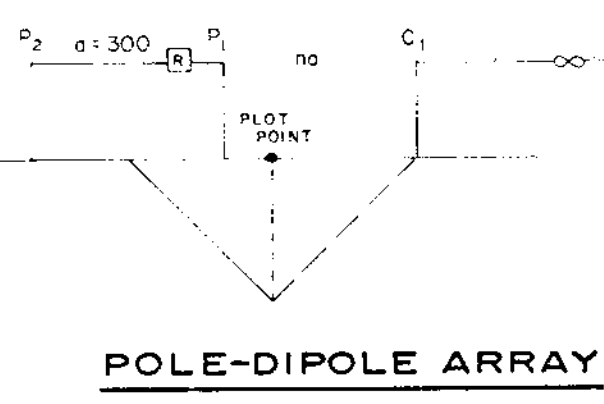 P2 a = 300 R P1 na C1 ∞
PLOT
POINT
POLE-DIPOLE ARRAY